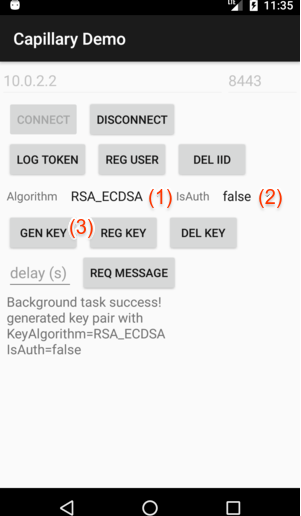 LTE 11:35
Capillary Demo
10.0.2.2 8443
CONNECT DISCONNECT
LOG TOKEN REG USER DEL IID
Algorithm RSA_ECDSA (1) IsAuth false (2)
GEN KEY (3) REG KEY DEL KEY
delay (s) REQ MESSAGE
Background task success!
generated key pair with
KeyAlgorithm=RSA_ECDSA
IsAuth=false